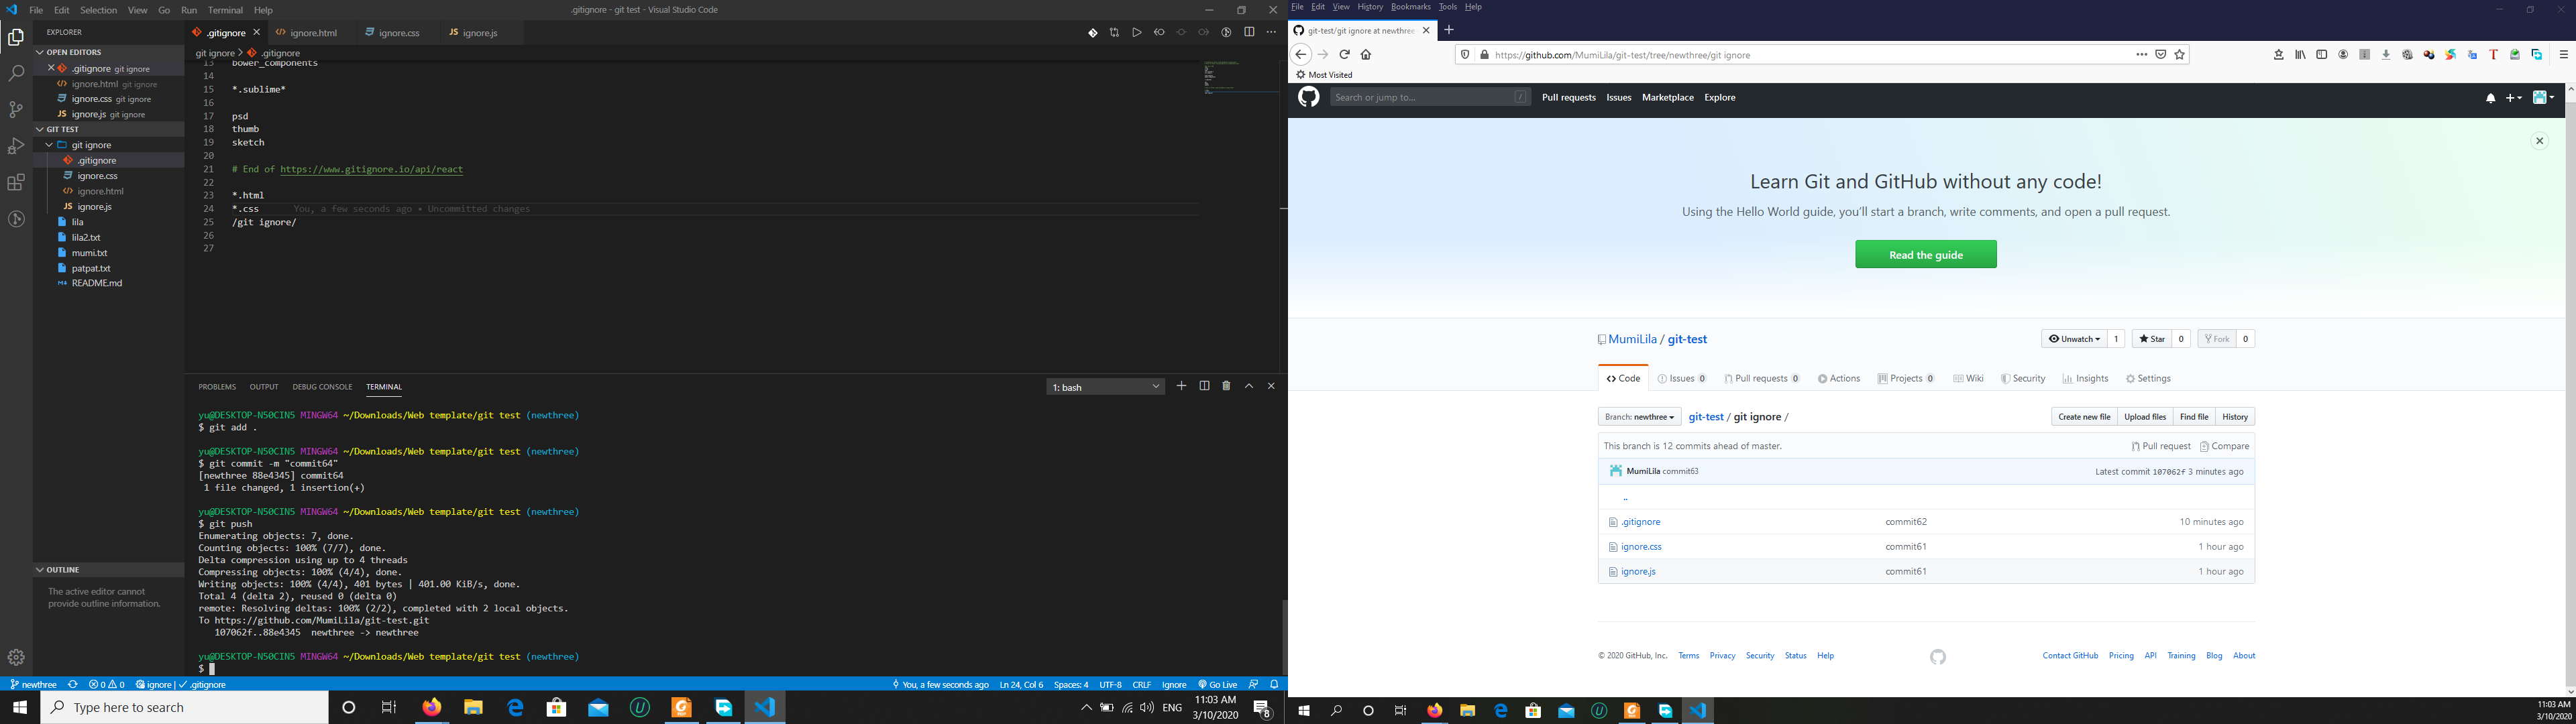 File Edit Selection View Go Run Terminal Help
.gitignore - git test - Visual Studio Code
EXPLORER
OPEN EDITORS
.gitignore git ignore
ignore.html git ignore
ignore.css git ignore
ignore.js git ignore
GIT TEST
git ignore
.gitignore
ignore.css
ignore.html
ignore.js
lila
lila2.txt
mumi.txt
patpat.txt
README.md
OUTLINE
The active editor cannot
provide outline information.
.gitignore ignore.html ignore.css ignore.js
git ignore > .gitignore
13 bower_components
14
15 *.sublime*
16
17 psd
18 thumb
19 sketch
20
21 # End of https://www.gitignore.io/api/react
22
23 *.html
24 *.css You, a few seconds ago • Uncommitted changes
25 /git ignore/
26
27
PROBLEMS OUTPUT DEBUG CONSOLE TERMINAL
1: bash
yu@DESKTOP-N50CIN5 MINGW64 ~/Downloads/Web template/git test (newthree)
$ git add .
yu@DESKTOP-N50CIN5 MINGW64 ~/Downloads/Web template/git test (newthree)
$ git commit -m "commit64"
[newthree 88e4345] commit64
1 file changed, 1 insertion(+)
yu@DESKTOP-N50CIN5 MINGW64 ~/Downloads/Web template/git test (newthree)
$ git push
Enumerating objects: 7, done.
Counting objects: 100% (7/7), done.
Delta compression using up to 4 threads
Compressing objects: 100% (4/4), done.
Writing objects: 100% (4/4), 401 bytes | 401.00 KiB/s, done.
Total 4 (delta 2), reused 0 (delta 0)
remote: Resolving deltas: 100% (2/2), completed with 2 local objects.
To https://github.com/MumiLila/git-test.git
107062f..88e4345 newthree -> newthree
yu@DESKTOP-N50CIN5 MINGW64 ~/Downloads/Web template/git test (newthree)
$
newthree 0 0 ignore | ✓ .gitignore
You, a few seconds ago Ln 24, Col 6 Spaces: 4 UTF-8 CRLF Ignore Go Live
Type here to search
ENG
11:03 AM
3/10/2020
8
File Edit View History Bookmarks Tools Help
git-test/git ignore at newthree
https://github.com/MumiLila/git-test/tree/newthree/git ignore
Most Visited
Search or jump to... / Pull requests Issues Marketplace Explore
Learn Git and GitHub without any code!
Using the Hello World guide, you'll start a branch, write comments, and open a pull request.
Read the guide
MumiLila / git-test
Unwatch 1 Star 0 Fork 0
Code Issues 0 Pull requests 0 Actions Projects 0 Wiki Security Insights Settings
Branch: newthree git-test / git ignore /
Create new file Upload files Find file History
This branch is 12 commits ahead of master.
Pull request Compare
MumiLila commit63 Latest commit 107062f 3 minutes ago
..
.gitignore commit62 10 minutes ago
ignore.css commit61 1 hour ago
ignore.js commit61 1 hour ago
© 2020 GitHub, Inc. Terms Privacy Security Status Help
Contact GitHub Pricing API Training Blog About
11:03 AM
3/10/2020